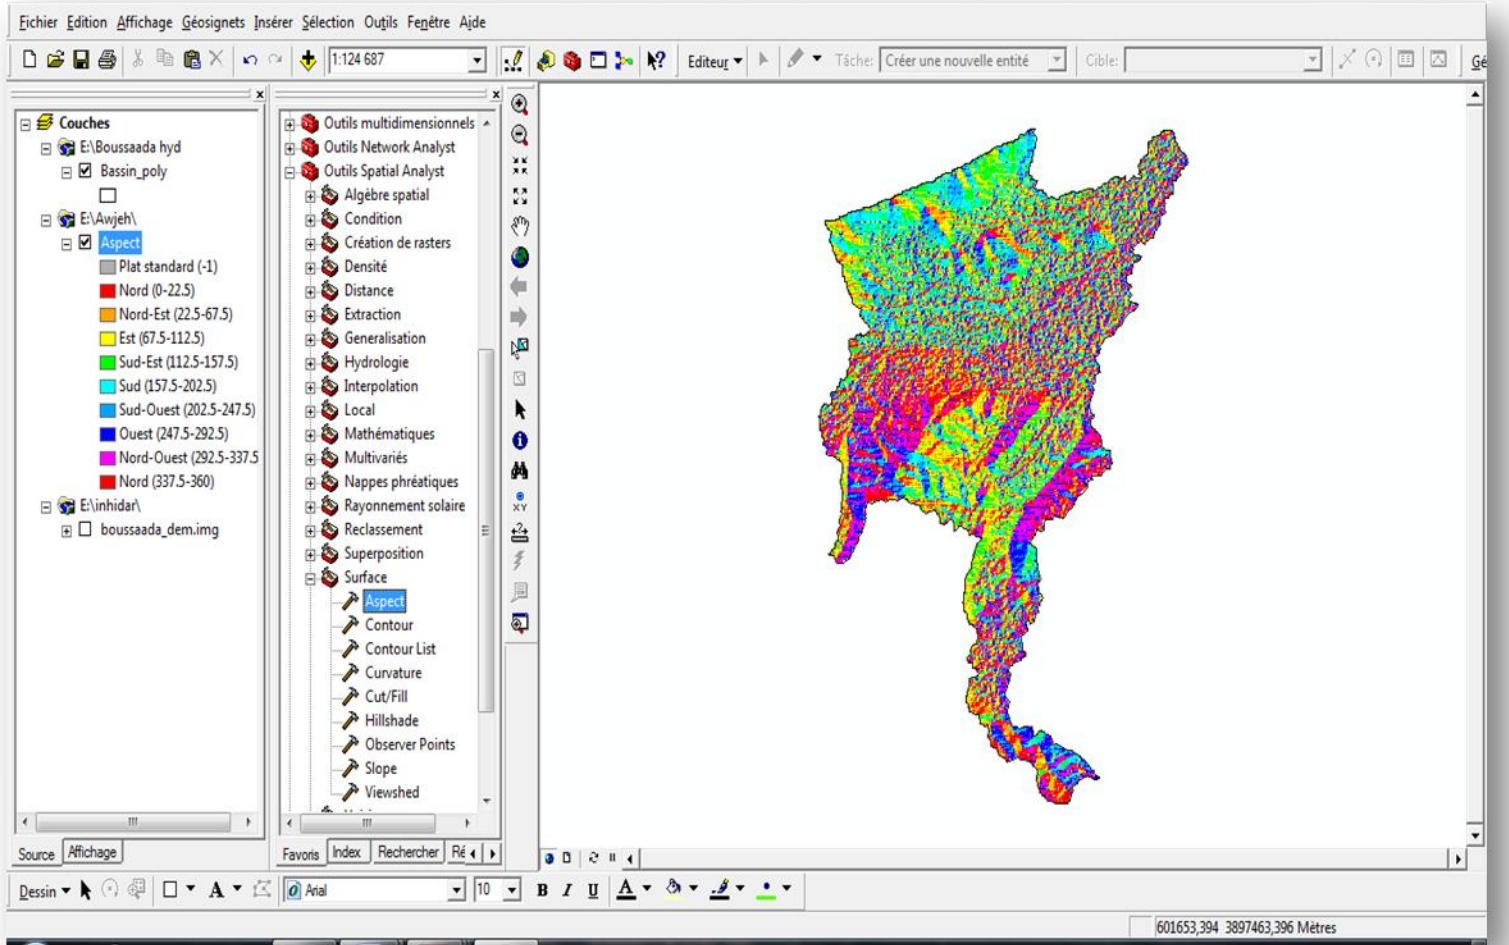 Fichier Edition Affichage Géosignets Insérer Sélection Outils Fenêtre Aide
1:124 687 Editeur Tâche: Créer une nouvelle entité Cible: Gé
Couches
E:\Boussaada hyd
Bassin_poly
E:\Awjeh\
Aspect
Plat standard (-1)
Nord (0-22.5)
Nord-Est (22.5-67.5)
Est (67.5-112.5)
Sud-Est (112.5-157.5)
Sud (157.5-202.5)
Sud-Ouest (202.5-247.5)
Ouest (247.5-292.5)
Nord-Ouest (292.5-337.5
Nord (337.5-360)
E:\inhidar\
boussaada_dem.img
Source Affichage
Outils multidimensionnels
Outils Network Analyst
Outils Spatial Analyst
Algèbre spatial
Condition
Création de rasters
Densité
Distance
Extraction
Generalisation
Hydrologie
Interpolation
Local
Mathématiques
Multivariés
Nappes phréatiques
Rayonnement solaire
Reclassement
Superposition
Surface
Aspect
Contour
Contour List
Curvature
Cut/Fill
Hillshade
Observer Points
Slope
Viewshed
Favoris Index Rechercher Ré
XY
Dessin A Arial 10 B I U A
601653,394 3897463,396 Mètres